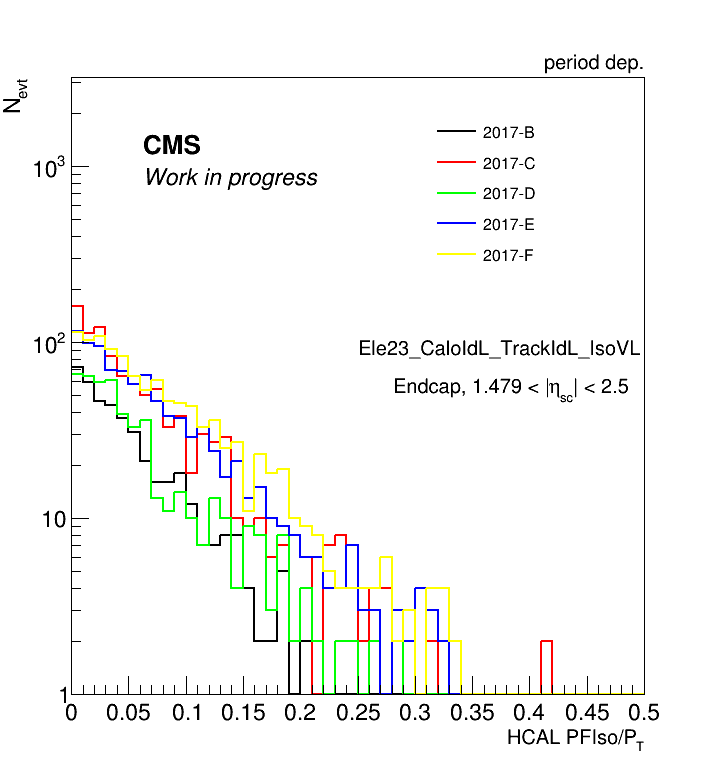 period dep.
N_evt
CMS
Work in progress
2017-B
2017-C
2017-D
2017-E
2017-F
Ele23_CaloIdL_TrackIdL_IsoVL
Endcap, 1.479 < |η_sc| < 2.5
10³
10²
10
1
0 0.05 0.1 0.15 0.2 0.25 0.3 0.35 0.4 0.45 0.5
HCAL PFIso/P_T